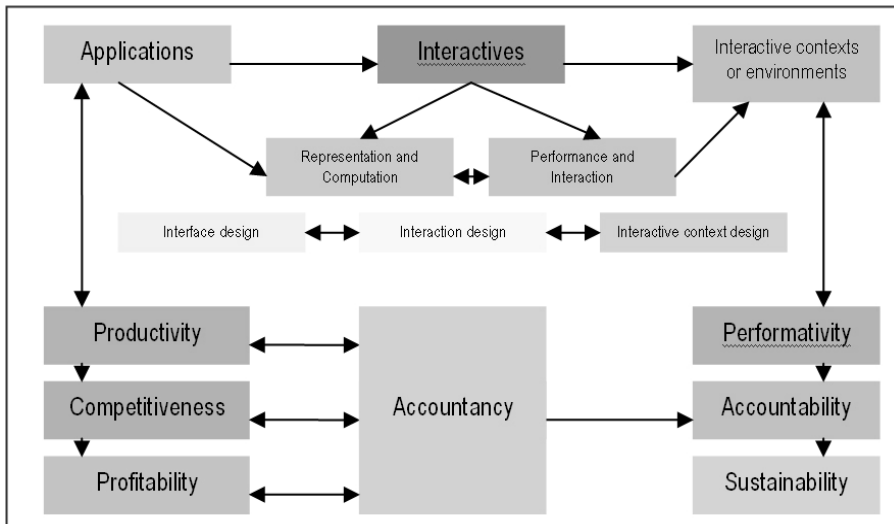 Applications
Interactives
Interactive contexts
or environments
Representation and
Computation
Performance and
Interaction
Interface design
Interaction design
Interactive context design
Productivity
Performativity
Competitiveness
Accountancy
Accountability
Profitability
Sustainability